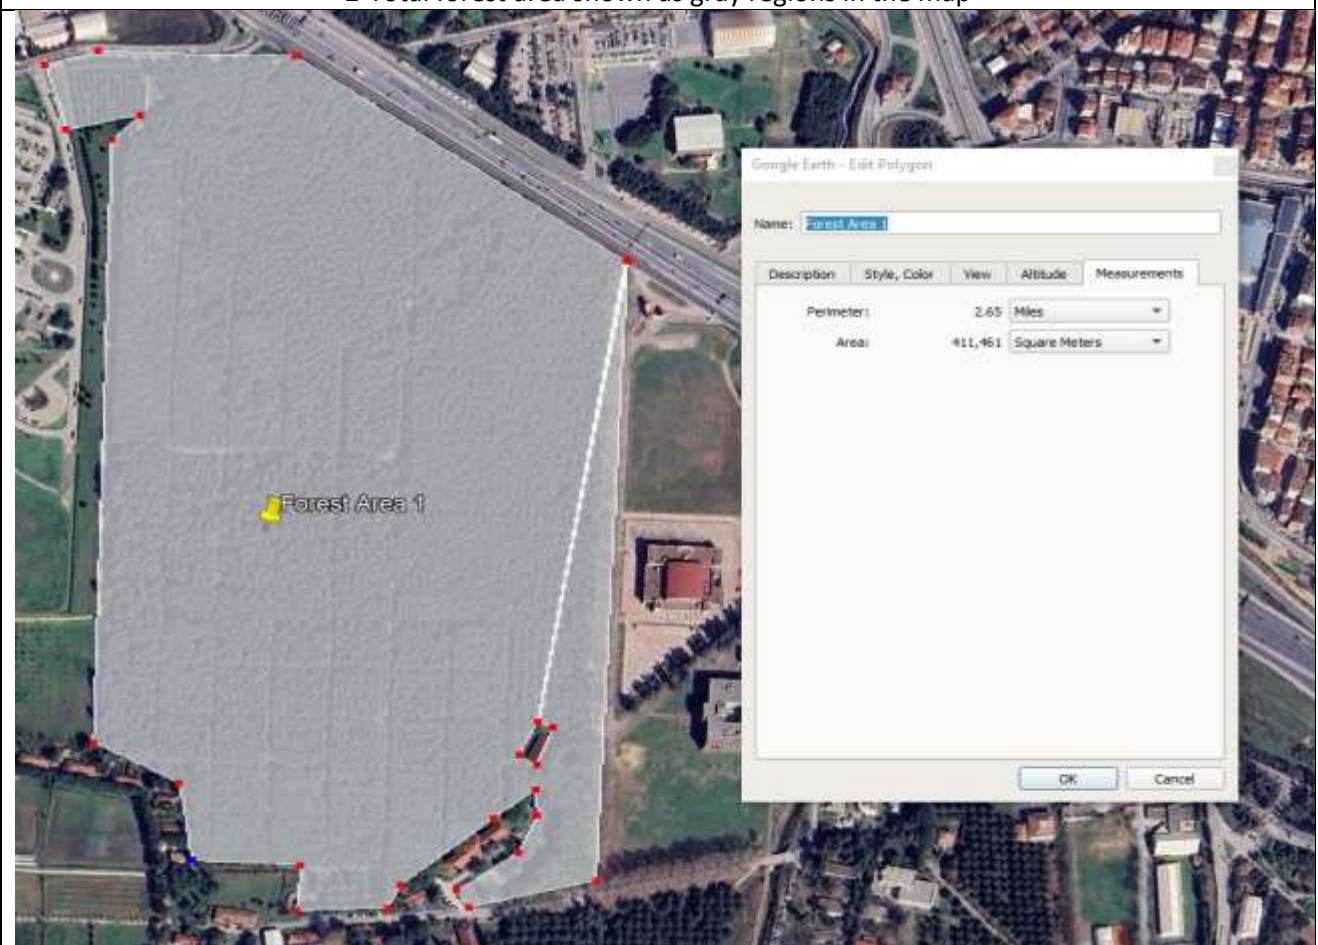 Google Earth - Edit Polygon
Name: Forest Area 1
Description Style, Color View Altitude Measurements
Perimeter: 2.65 Miles
Area: 411,461 Square Meters
Forest Area 1
OK Cancel